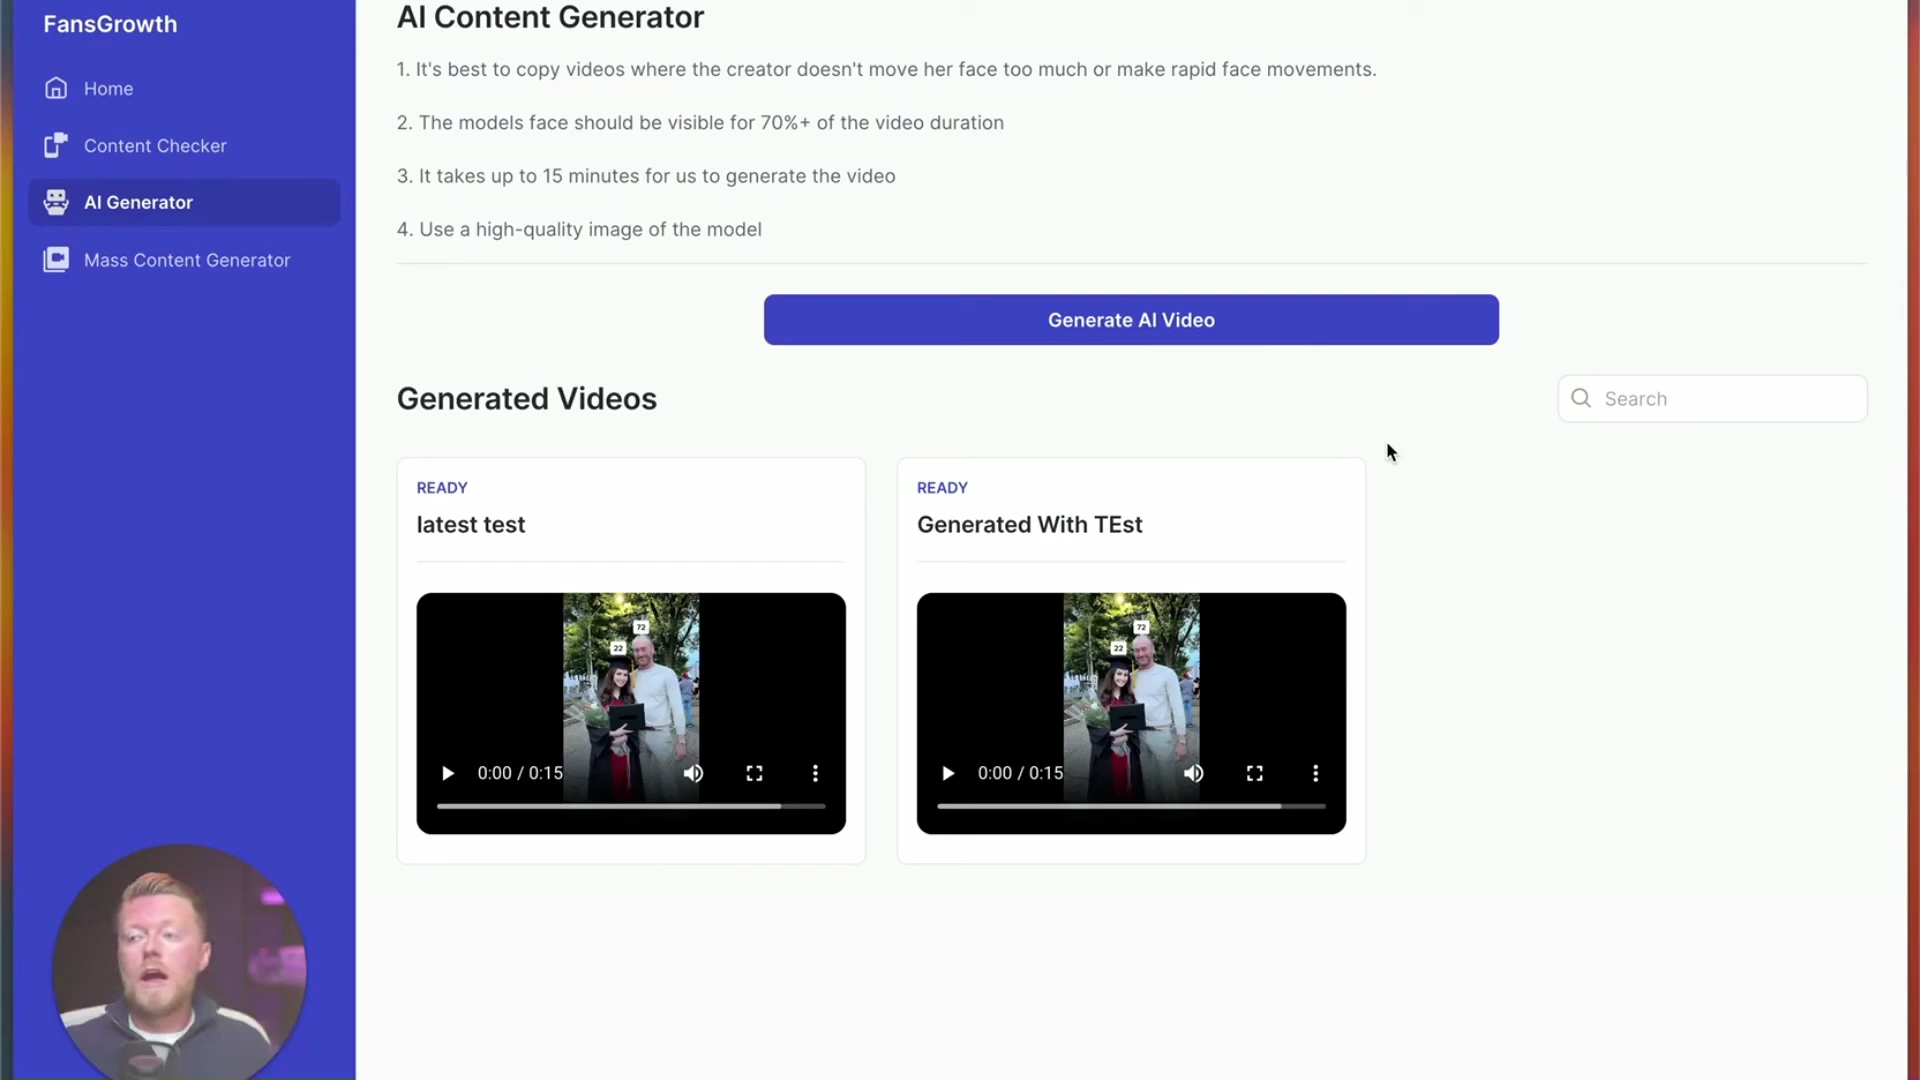 FansGrowth
Home
Content Checker
AI Generator
Mass Content Generator
AI Content Generator
1. It's best to copy videos where the creator doesn't move her face too much or make rapid face movements.
2. The models face should be visible for 70%+ of the video duration
3. It takes up to 15 minutes for us to generate the video
4. Use a high-quality image of the model
Generate AI Video
Generated Videos
Search
READY
latest test
72
22
0:00 / 0:15
READY
Generated With TEst
72
22
0:00 / 0:15